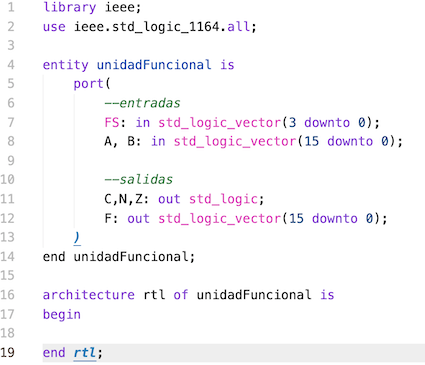 1 library ieee;
2 use ieee.std_logic_1164.all;
3
4 entity unidadFuncional is
5     port(
6         --entradas
7         FS: in std_logic_vector(3 downto 0);
8         A, B: in std_logic_vector(15 downto 0);
9
10         --salidas
11         C,N,Z: out std_logic;
12         F: out std_logic_vector(15 downto 0);
13     )
14 end unidadFuncional;
15
16 architecture rtl of unidadFuncional is
17 begin
18
19 end rtl;